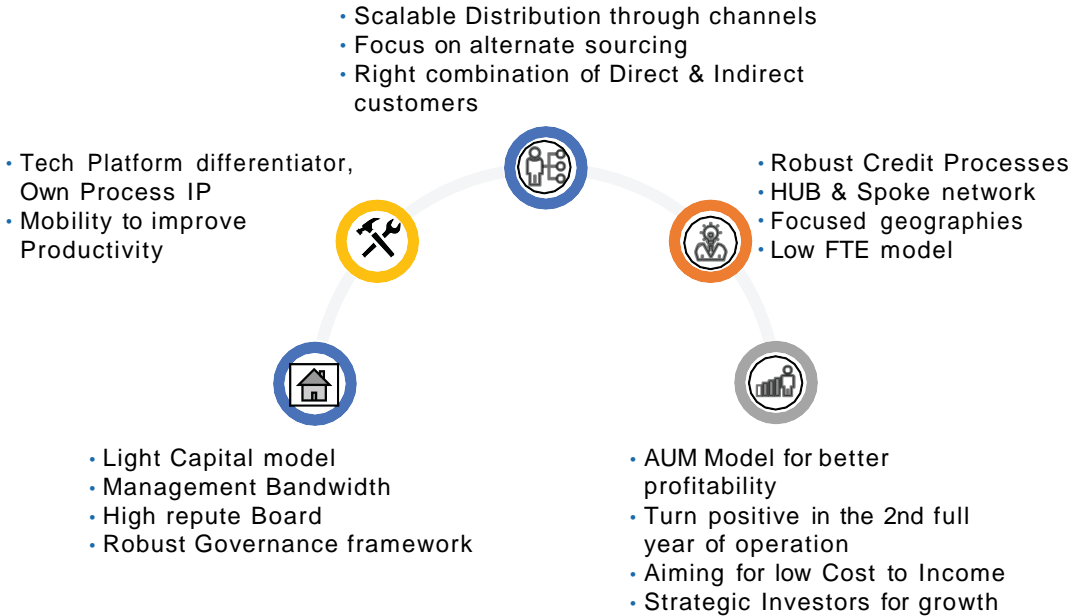 • Scalable Distribution through channels
• Focus on alternate sourcing
• Right combination of Direct & Indirect
customers
• Tech Platform differentiator,
Own Process IP
• Mobility to improve
Productivity
• Robust Credit Processes
• HUB & Spoke network
• Focused geographies
• Low FTE model
• Light Capital model
• Management Bandwidth
• High repute Board
• Robust Governance framework
• AUM Model for better
profitability
• Turn positive in the 2nd full
year of operation
• Aiming for low Cost to Income
• Strategic Investors for growth